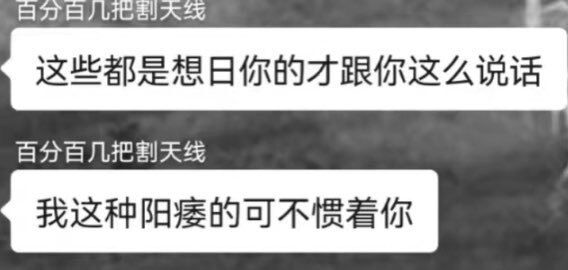 百分百几把割天线
这些都是想日你的才跟你这么说话
百分百几把割天线
我这种阳痿的可不惯着你